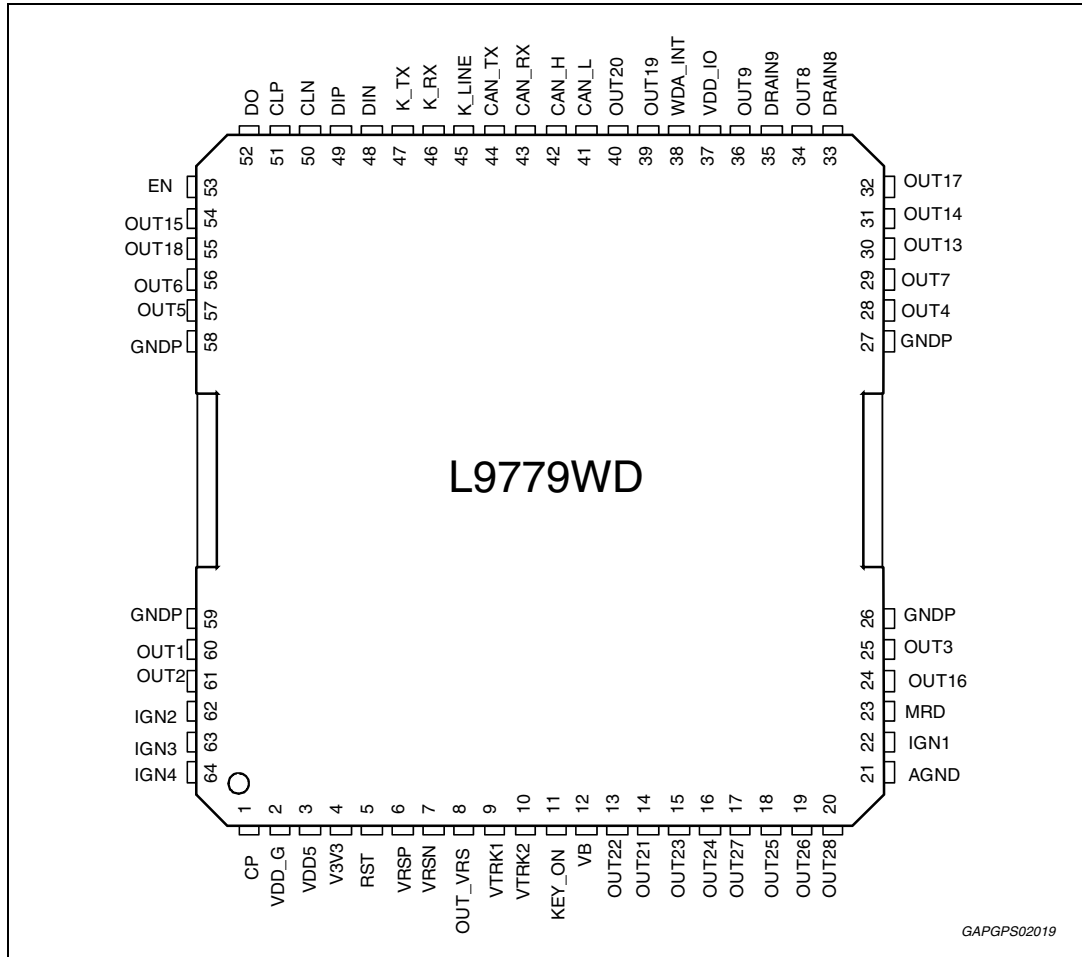 DO
CLP
CLN
DIP
DIN
K_TX
K_RX
K_LINE
CAN_TX
CAN_RX
CAN_H
CAN_L
OUT20
OUT19
WDA_INT
VDD_IO
OUT9
DRAIN9
OUT8
DRAIN8
52
51
50
49
48
47
46
45
44
43
42
41
40
39
38
37
36
35
34
33
EN 53
OUT15 54
OUT18 55
OUT6 56
OUT5 57
GNDP 58
32 OUT17
31 OUT14
30 OUT13
29 OUT7
28 OUT4
27 GNDP
L9779WD
GNDP 59
OUT1 60
OUT2 61
IGN2 62
IGN3 63
IGN4 64
26 GNDP
25 OUT3
24 OUT16
23 MRD
22 IGN1
21 AGND
1
2
3
4
5
6
7
8
9
10
11
12
13
14
15
16
17
18
19
20
CP
VDD_G
VDD5
V3V3
RST
VRSP
VRSN
OUT_VRS
VTRK1
VTRK2
KEY_ON
VB
OUT22
OUT21
OUT23
OUT24
OUT27
OUT25
OUT26
OUT28
GAPGPS02019